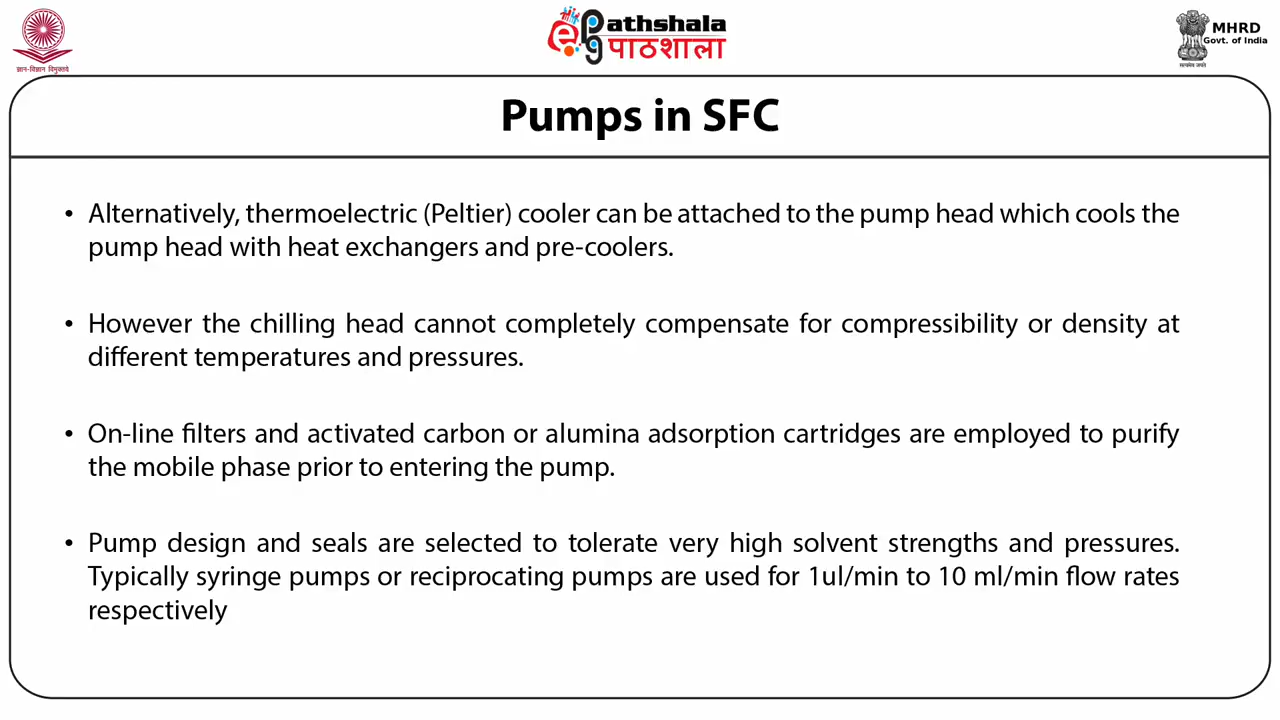 ज्ञान-विज्ञान विमुक्तये
ePathshala
पाठशाला
MHRD
Govt. of India
सत्यमेव जयते
Pumps in SFC
• Alternatively, thermoelectric (Peltier) cooler can be attached to the pump head which cools the
pump head with heat exchangers and pre-coolers.
• However the chilling head cannot completely compensate for compressibility or density at
different temperatures and pressures.
• On-line filters and activated carbon or alumina adsorption cartridges are employed to purify
the mobile phase prior to entering the pump.
• Pump design and seals are selected to tolerate very high solvent strengths and pressures.
Typically syringe pumps or reciprocating pumps are used for 1ul/min to 10 ml/min flow rates
respectively